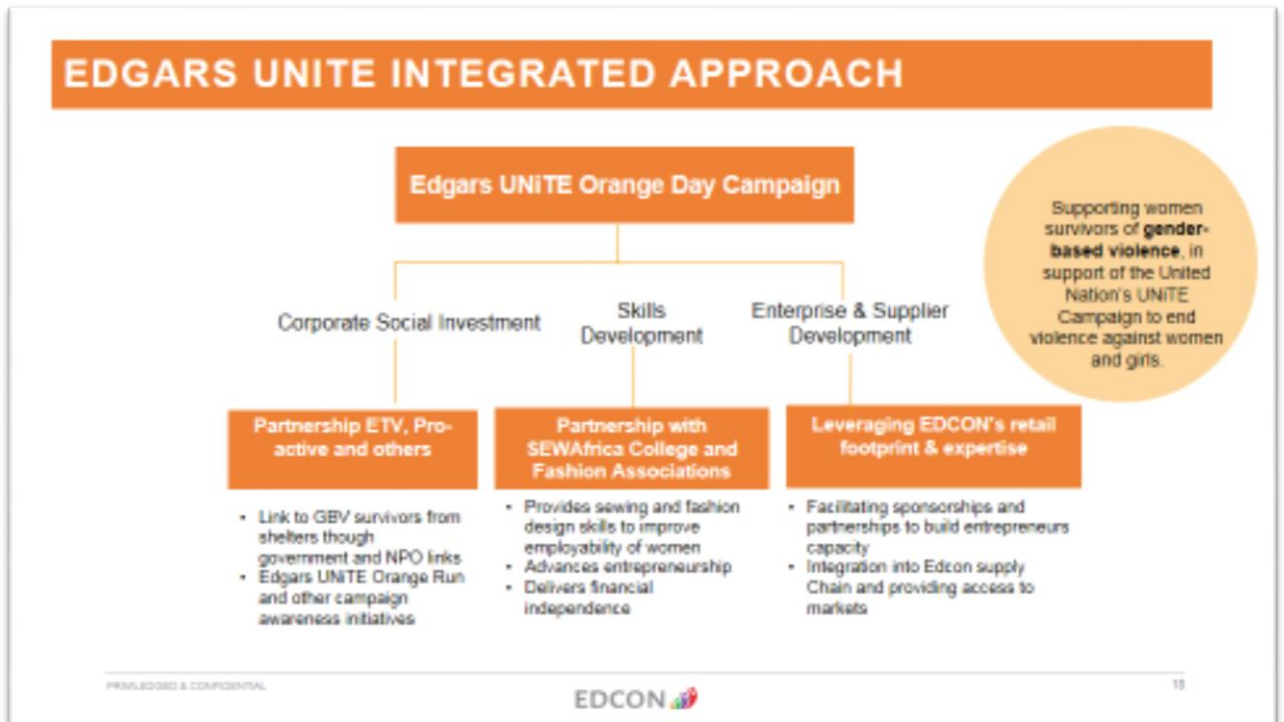 EDGARS UNITE INTEGRATED APPROACH
Edgars UNiTE Orange Day Campaign
Supporting women
survivors of gender-
based violence, in
support of the United
Nation's UNiTE
Campaign to end
violence against women
and girls.
Corporate Social Investment
Skills
Development
Enterprise & Supplier
Development
Partnership ETV, Pro-
active and others
• Link to GBV survivors from
shelters though
government and NPO links
• Edgars UNiTE Orange Run
and other campaign
awareness initiatives
Partnership with
SEWAfrica College and
Fashion Associations
• Provides sewing and fashion
design skills to improve
employability of women
• Advances entrepreneurship
• Delivers financial
independence
Leveraging EDCON's retail
footprint & expertise
• Facilitating sponsorships and
partnerships to build entrepreneurs
capacity
• Integration into Edcon supply
Chain and providing access to
markets
PRIVILEDGED & CONFIDENTIAL
EDCON